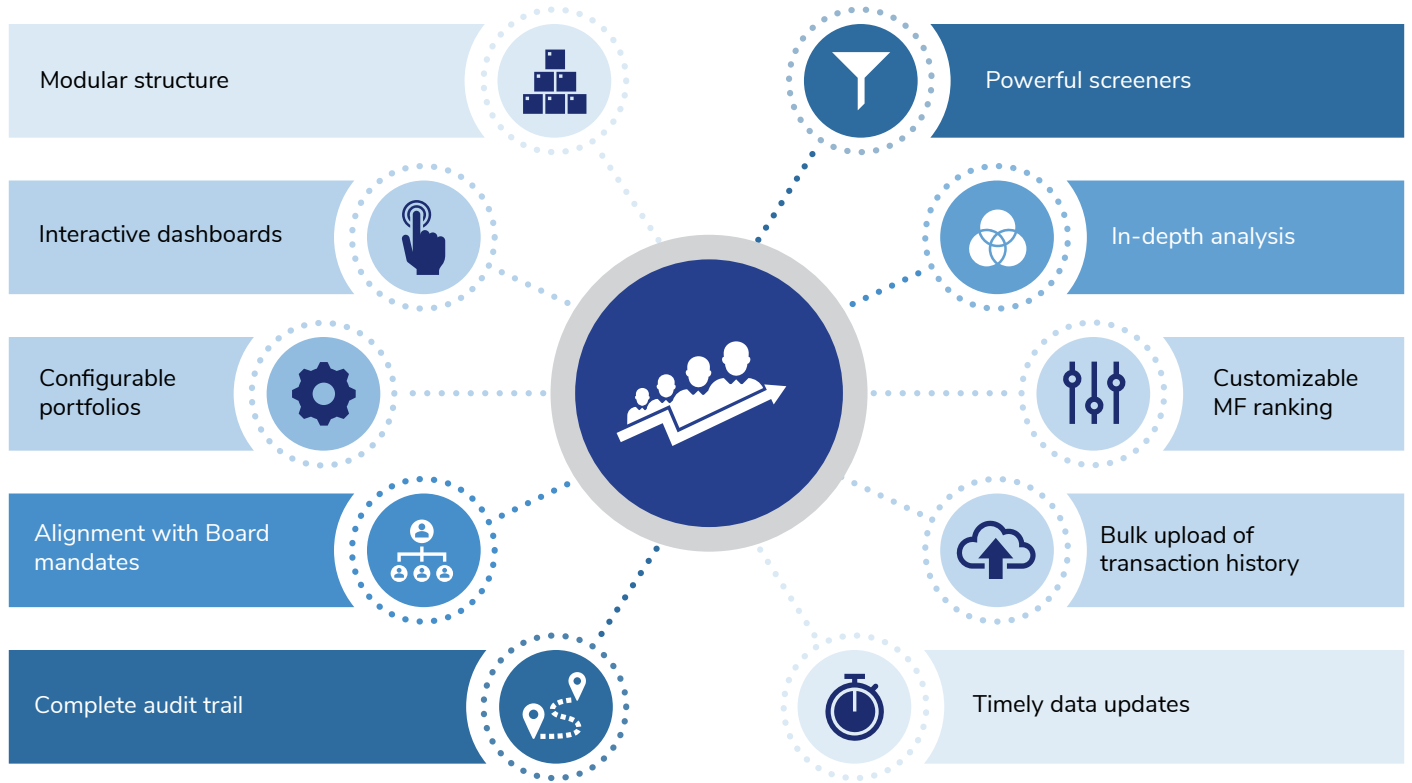 Modular structure
Interactive dashboards
Configurable
portfolios
Alignment with Board
mandates
Complete audit trail
Powerful screeners
In-depth analysis
Customizable
MF ranking
Bulk upload of
transaction history
Timely data updates